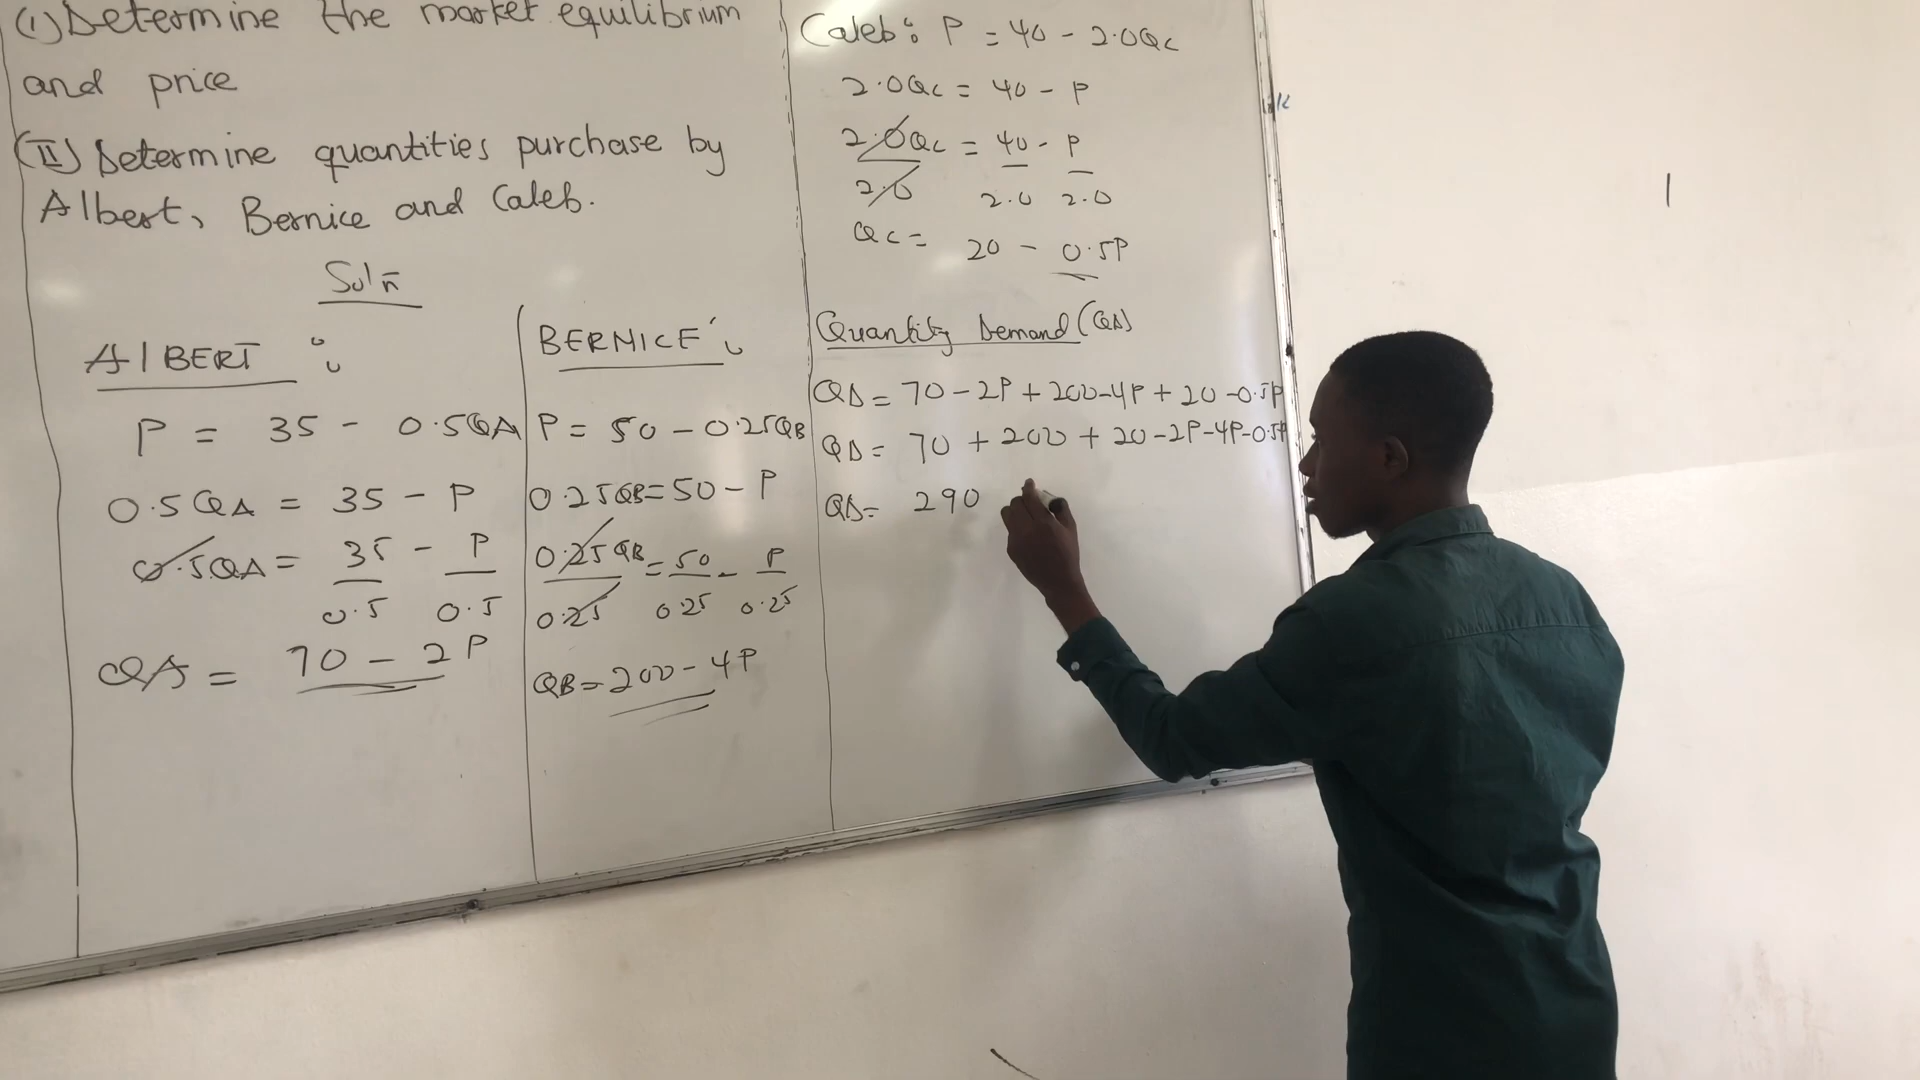 (I) Determine the market equilibrium
and price
(II) Determine quantities purchase by
Albert, Bernice and Caleb.
Sol'n
ALBERT :
P = 35 - 0.5QA
0.5QA = 35 - P
0.5QA = 35 - P
0.5 0.5
QA = 70 - 2P
BERNICE :
P = 50 - 0.25QB
0.25QB = 50 - P
0.25QB = 50 - P
0.25 0.25 0.25
QB = 200 - 4P
Caleb: P = 40 - 2.0QC
2.0QC = 40 - P
2.0QC = 40 - P
2.0 2.0 2.0
QC = 20 - 0.5P
Quantity Demand (QD)
QD = 70 - 2P + 200 - 4P + 20 - 0.5P
QD = 70 + 200 + 20 - 2P - 4P - 0.5P
QD = 290